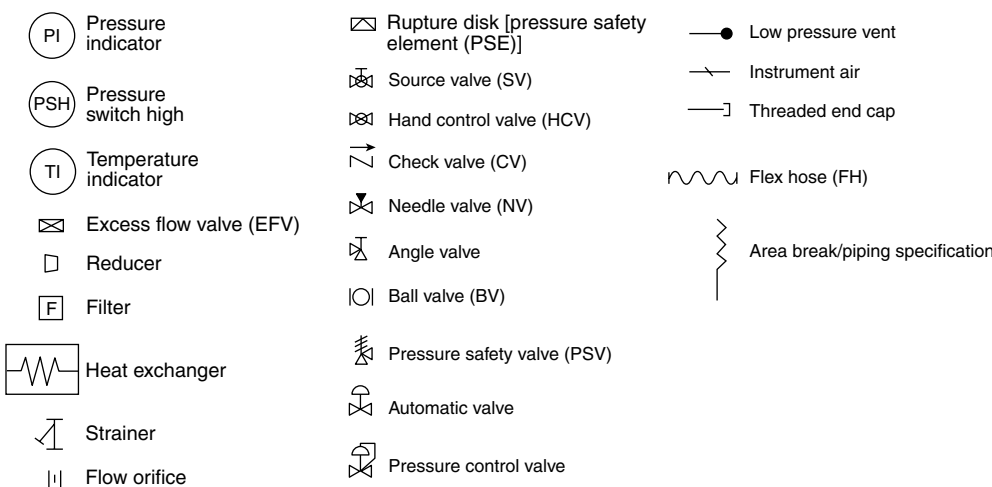 PI
Pressure
indicator
PSH
Pressure
switch high
TI
Temperature
indicator
Excess flow valve (EFV)
Reducer
F
Filter
Heat exchanger
Strainer
Flow orifice
Rupture disk [pressure safety
element (PSE)]
Source valve (SV)
Hand control valve (HCV)
Check valve (CV)
Needle valve (NV)
Angle valve
Ball valve (BV)
Pressure safety valve (PSV)
Automatic valve
Pressure control valve
Low pressure vent
Instrument air
Threaded end cap
Flex hose (FH)
Area break/piping specification